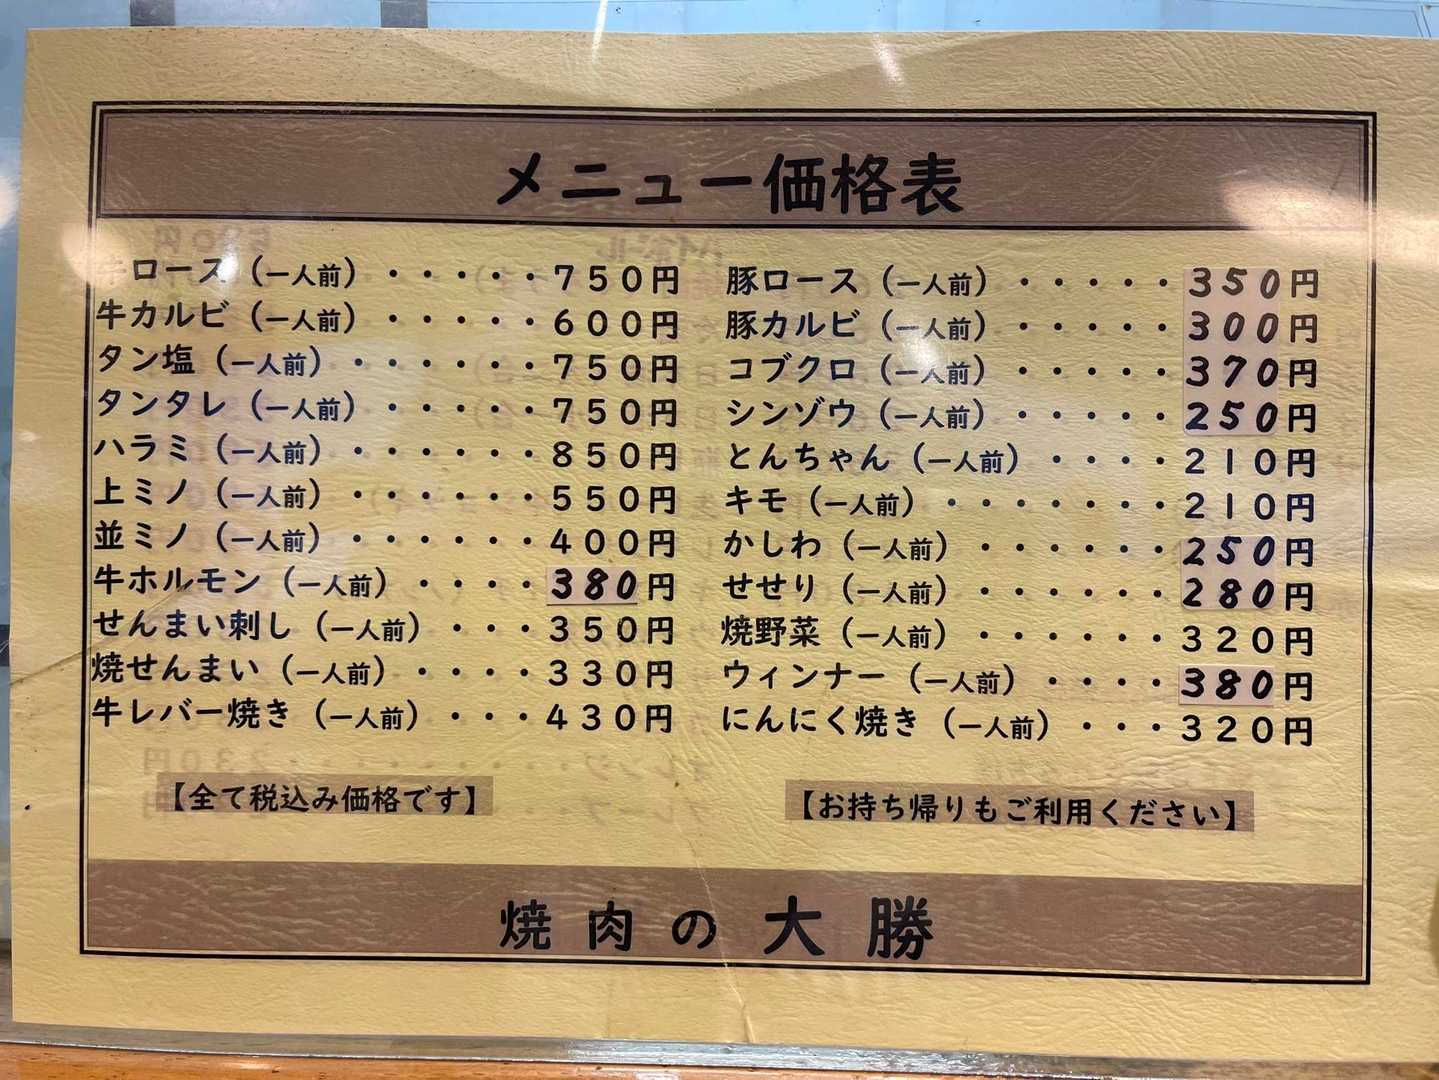 メニュー価格表
牛ロース（一人前）・・・・・７５０円
牛カルビ（一人前）・・・・・６００円
タン塩（一人前）・・・・・・７５０円
タンタレ（一人前）・・・・・７５０円
ハラミ（一人前）・・・・・・８５０円
上ミノ（一人前）・・・・・・５５０円
並ミノ（一人前）・・・・・・４００円
牛ホルモン（一人前）・・・・380円
せんまい刺し（一人前）・・・３５０円
焼せんまい（一人前）・・・・３３０円
牛レバー焼き（一人前）・・・４３０円
豚ロース（一人前）・・・・・350円
豚カルビ（一人前）・・・・・300円
コブクロ（一人前）・・・・・370円
シンゾウ（一人前）・・・・・250円
とんちゃん（一人前）・・・・２１０円
キモ（一人前）・・・・・・・２１０円
かしわ（一人前）・・・・・・250円
せせり（一人前）・・・・・・280円
焼野菜（一人前）・・・・・・３２０円
ウィンナー（一人前）・・・・380円
にんにく焼き（一人前）・・・３２０円
【全て税込み価格です】
【お持ち帰りもご利用ください】
焼肉の大勝